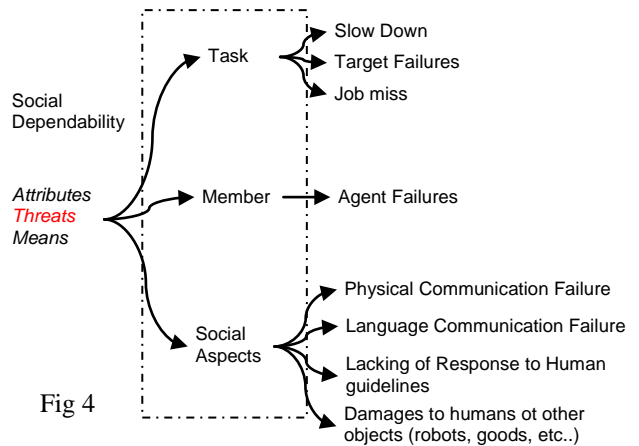 Slow Down
Task
Target Failures
Job miss
Social
Dependability
Attributes
Threats
Means
Member
Agent Failures
Physical Communication Failure
Language Communication Failure
Social
Aspects
Lacking of Response to Human
guidelines
Damages to humans ot other
objects (robots, goods, etc..)
Fig 4